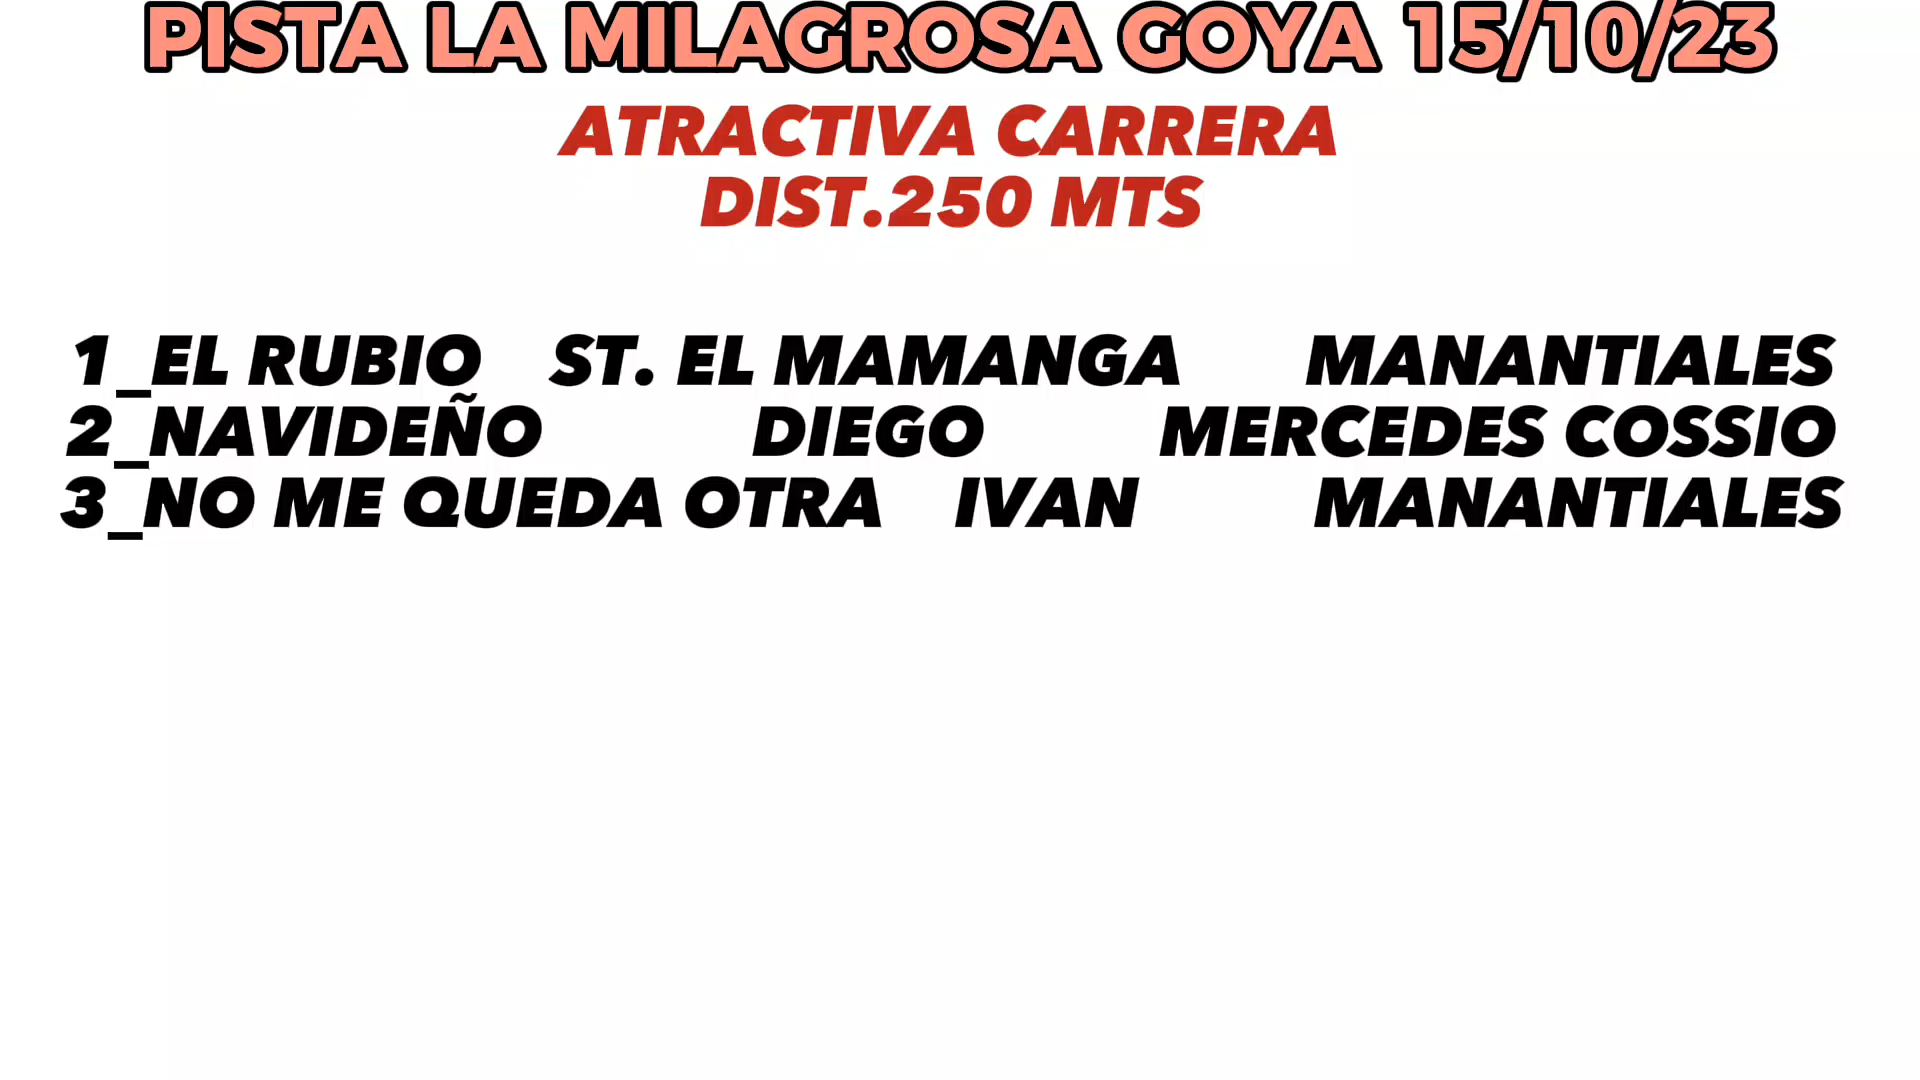 PISTA LA MILAGROSA GOYA 15/10/23
ATRACTIVA CARRERA
DIST.250 MTS
1_EL RUBIO ST. EL MAMANGA MANANTIALES
2_NAVIDEÑO DIEGO MERCEDES COSSIO
3_NO ME QUEDA OTRA IVAN MANANTIALES